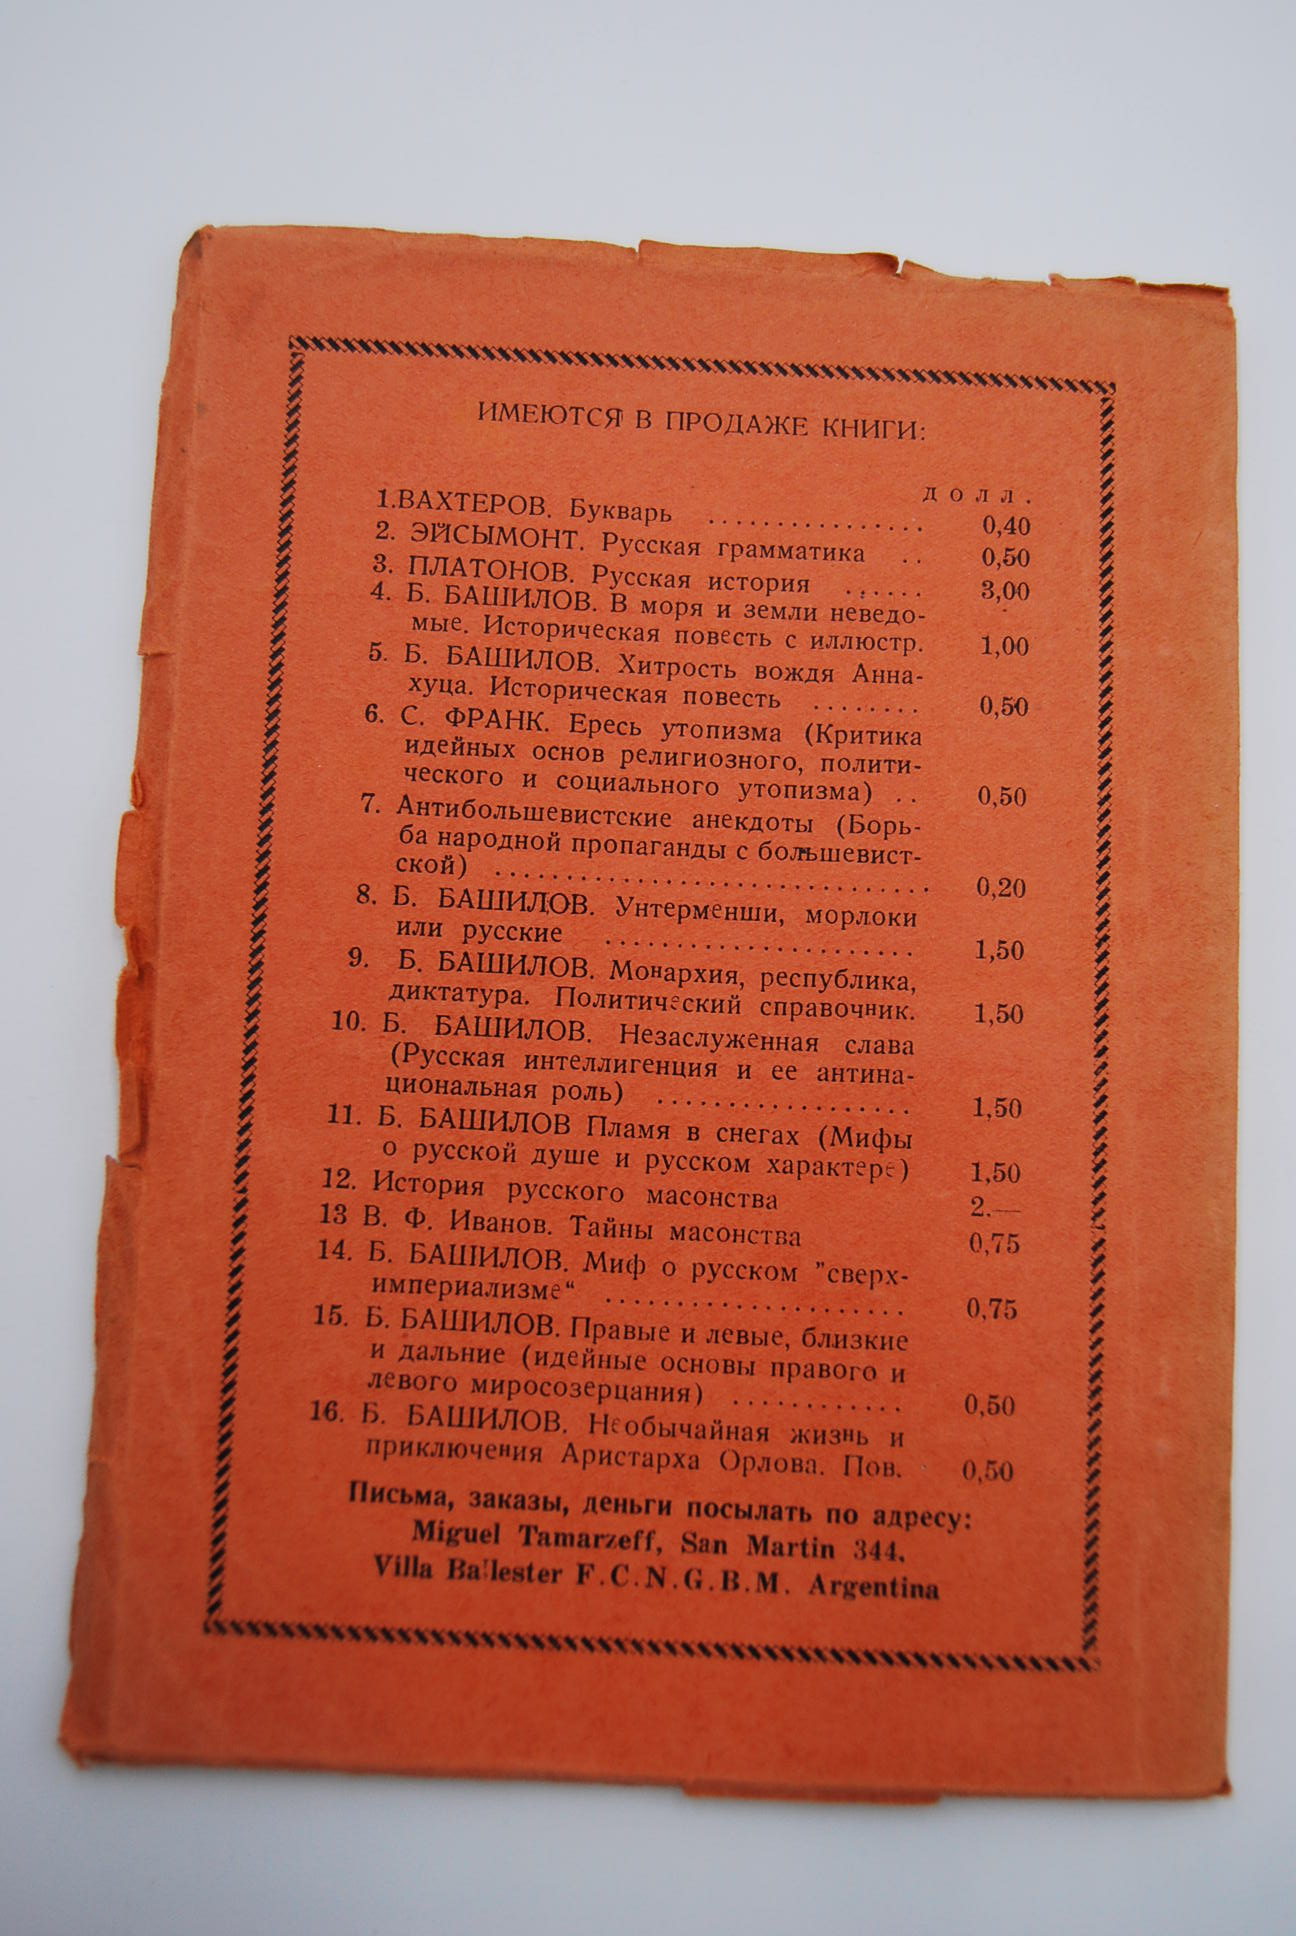 ИМЕЮТСЯ В ПРОДАЖЕ КНИГИ:
долл.
1.ВАХТЕРОВ. Букварь ................ 0,40
2. ЭЙСЫМОНТ. Русская грамматика .. 0,50
3. ПЛАТОНОВ. Русская история ...... 3,00
4. Б. БАШИЛОВ. В моря и земли неведо-
мые. Историческая повесть с иллюстр. 1,00
5. Б. БАШИЛОВ. Хитрость вождя Анна-
хуца. Историческая повесть ........ 0,50
6. С. ФРАНК. Ересь утопизма (Критика
идейных основ религиозного, полити-
ческого и социального утопизма) .. 0,50
7. Антибольшевистские анекдоты (Борь-
ба народной пропаганды с большевист-
ской) ............................... 0,20
8. Б. БАШИЛОВ. Унтерменши, морлоки
или русские ...................... 1,50
9. Б. БАШИЛОВ. Монархия, республика,
диктатура. Политический справочник. 1,50
10. Б. БАШИЛОВ. Незаслуженная слава
(Русская интеллигенция и ее антина-
циональная роль) ................... 1,50
11. Б. БАШИЛОВ Пламя в снегах (Мифы
о русской душе и русском характере) 1,50
12. История русского масонства 2.—
13 В. Ф. Иванов. Тайны масонства 0,75
14. Б. БАШИЛОВ. Миф о русском "сверх-
империализме“ ...................... 0,75
15. Б. БАШИЛОВ. Правые и левые, близкие
и дальние (идейные основы правого и
левого миросозерцания) ............ 0,50
16. Б. БАШИЛОВ. Необычайная жизнь и
приключения Аристарха Орлова. Пов. 0,50
Письма, заказы, деньги посылать по адресу:
Miguel Tamarzeff, San Martin 344.
Villa Ballester F.C.N.G.B.M. Argentina